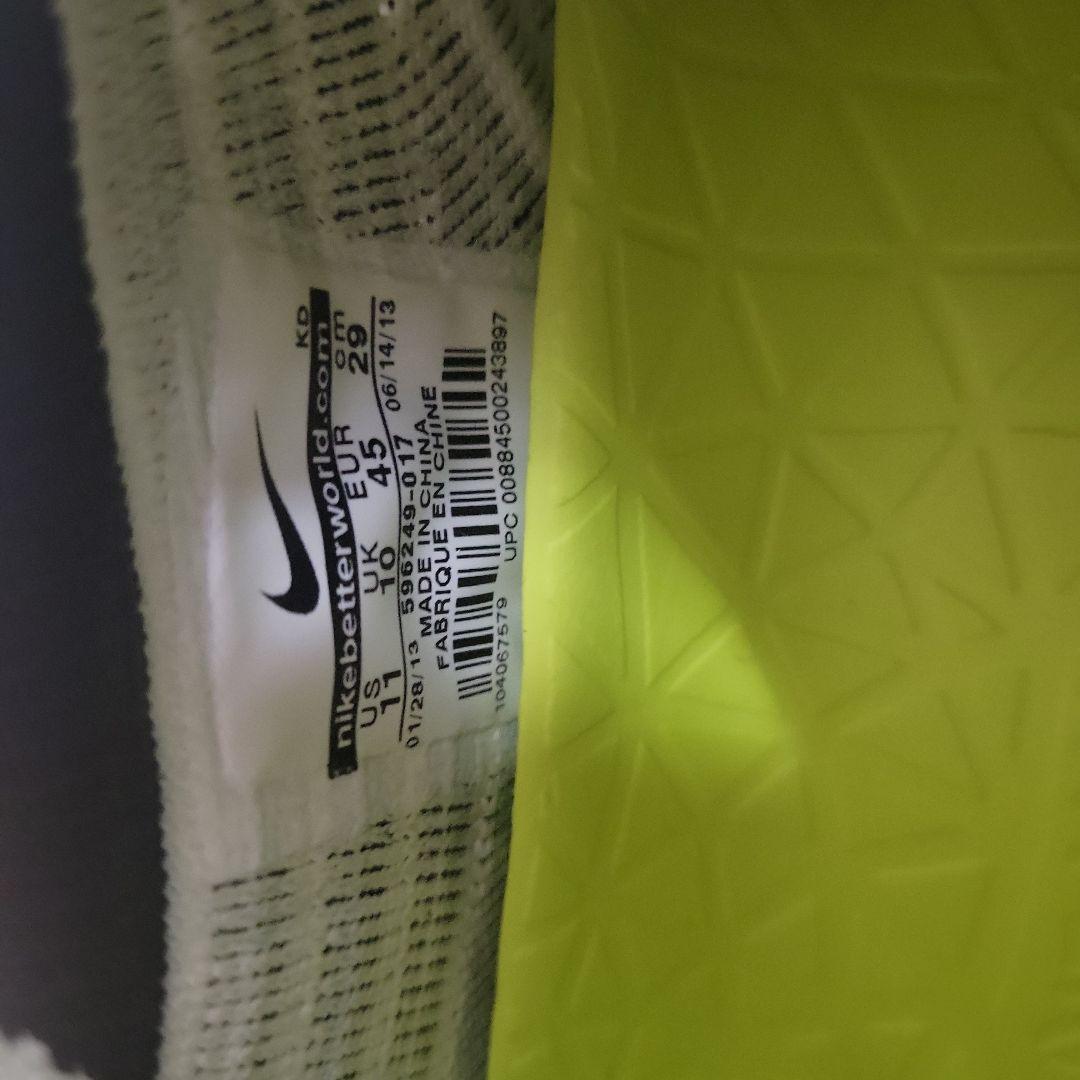 KD
nikebetterworld.com
US UK EUR cm
11 10 45 29
01/28/13 596249-017 06/14/13
MADE IN CHINA
FABRIQUE EN CHINE
104067579 UPC 00884500243897